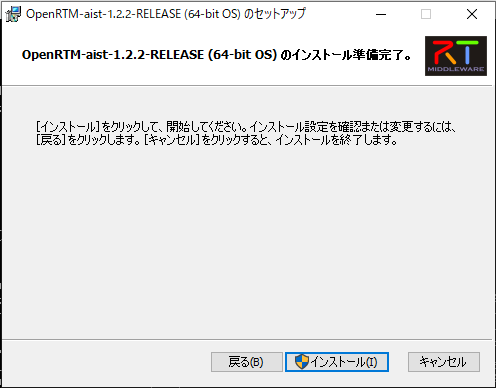 OpenRTM-aist-1.2.2-RELEASE (64-bit OS) のセットアップ
OpenRTM-aist-1.2.2-RELEASE (64-bit OS) のインストール準備完了。
RT
MIDDLEWARE
[インストール]をクリックして、開始してください。インストール設定を確認または変更するには、
[戻る]をクリックします。[キャンセル]をクリックすると、インストールを終了します。
戻る(B)
インストール(I)
キャンセル